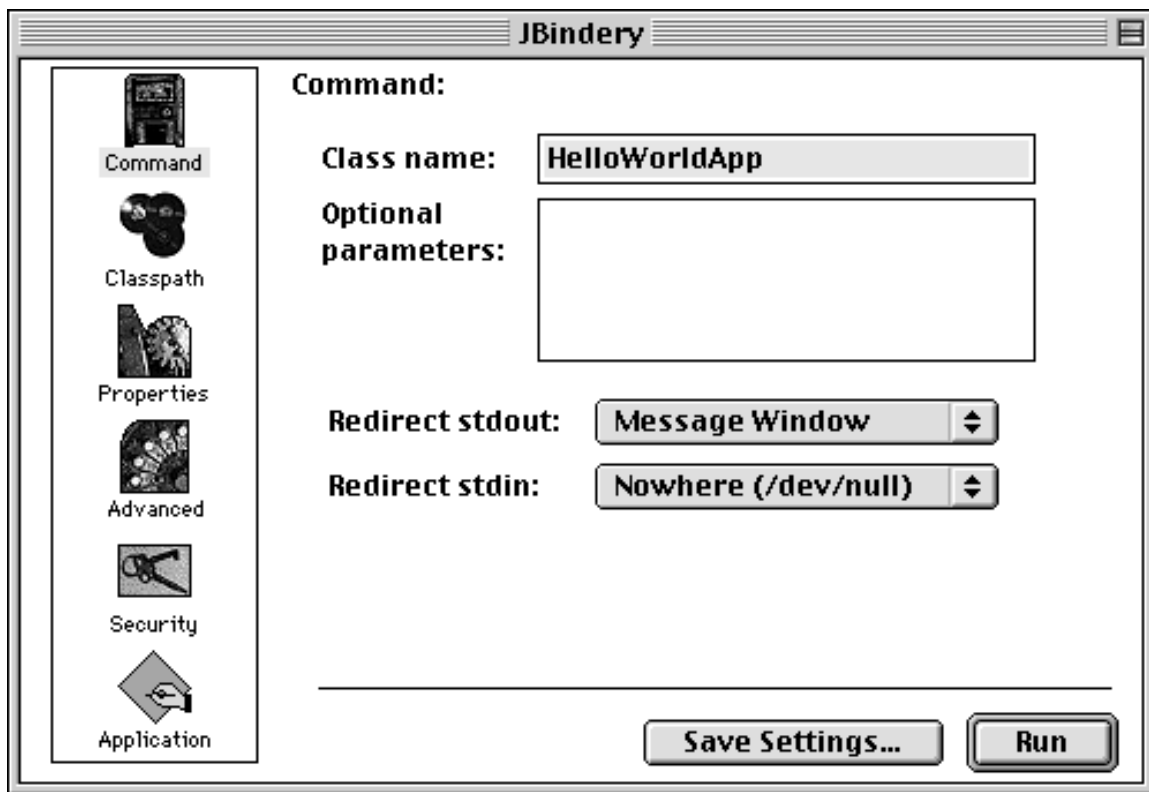 JBindery
Command
Classpath
Properties
Advanced
Security
Application
Command:
Class name:
HelloWorldApp
Optional
parameters:
Redirect stdout:
Message Window
Redirect stdin:
Nowhere (/dev/null)
Save Settings...
Run